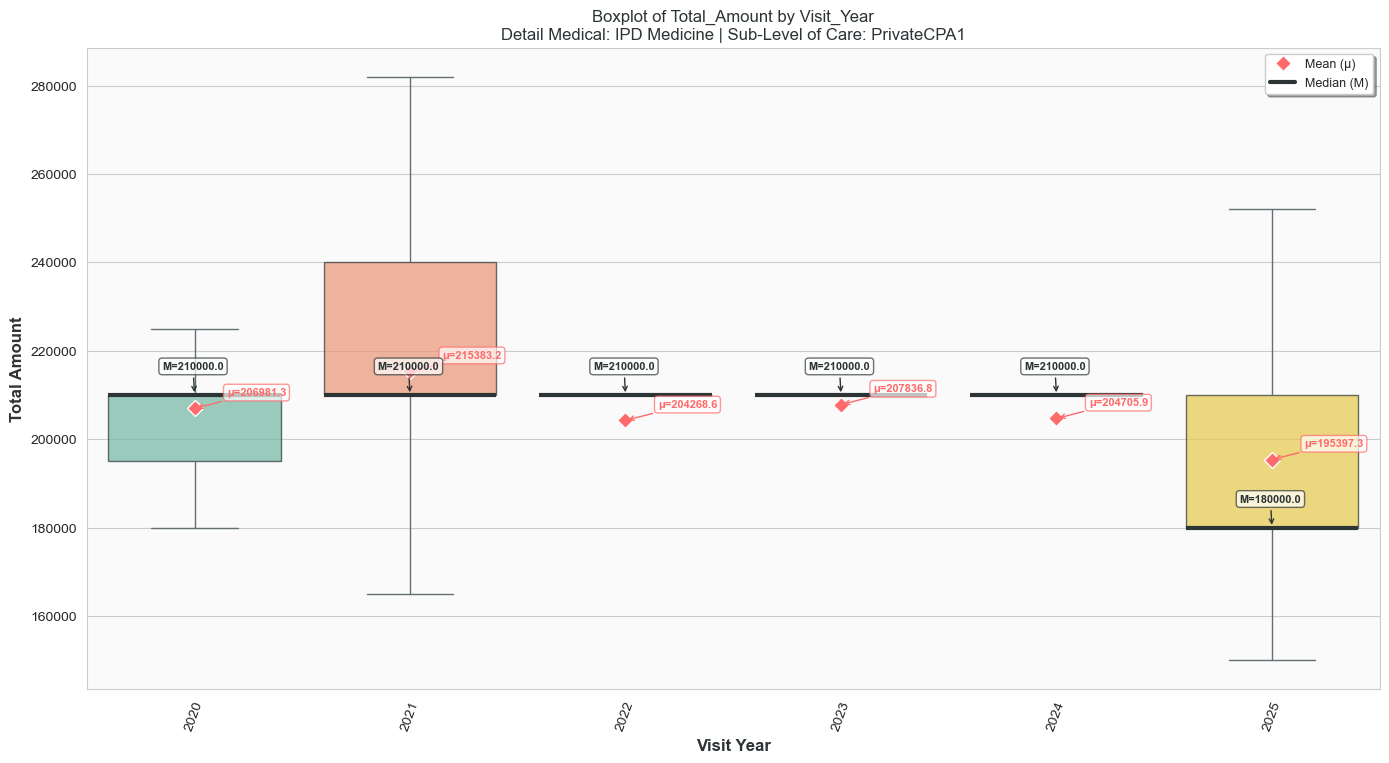 Boxplot of Total_Amount by Visit_Year
Detail Medical: IPD Medicine | Sub-Level of Care: PrivateCPA1
Mean (μ)
Median (M)
Total Amount
280000
260000
240000
220000
200000
180000
160000
M=210000.0
μ=206981.3
M=210000.0
μ=215383.2
M=210000.0
μ=204268.6
M=210000.0
μ=207836.8
M=210000.0
μ=204705.9
M=180000.0
μ=195397.3
2020
2021
2022
2023
2024
2025
Visit Year